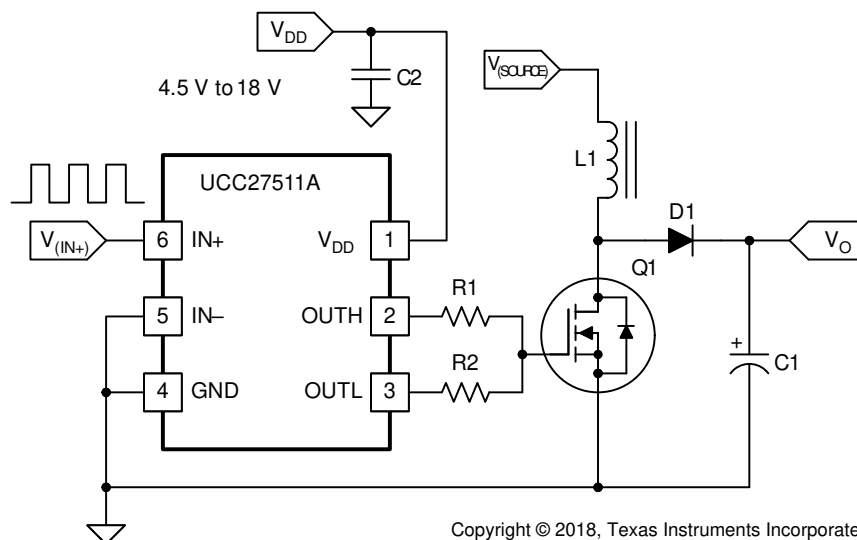 VDD
C2
4.5 V to 18 V
V(SOURCE)
L1
UCC27511A
D1
V(IN+)
6 IN+
VDD 1
VO
Q1
R1
5 IN–
OUTH 2
R2
+
C1
4 GND
OUTL 3
Copyright © 2018, Texas Instruments Incorporate